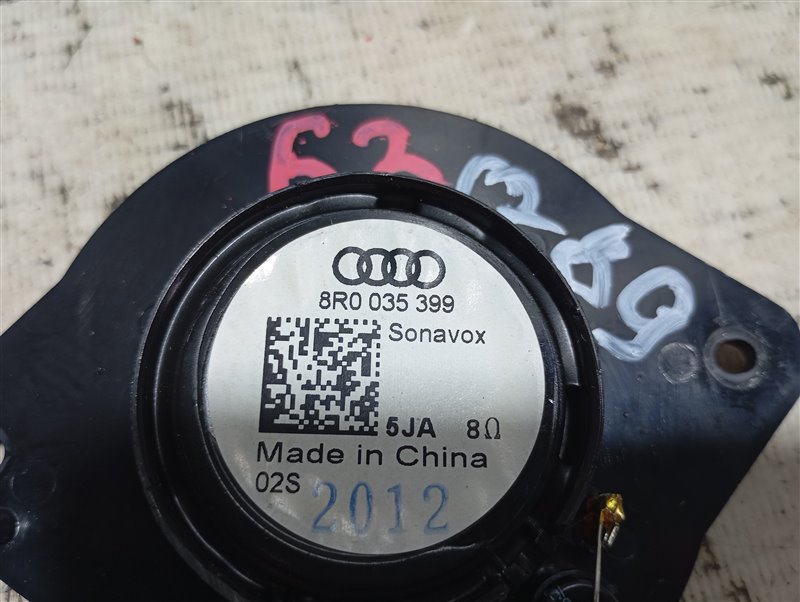 63
8R0 035 399
Sonavox
5JA 8Ω
Made in China
02S
2012